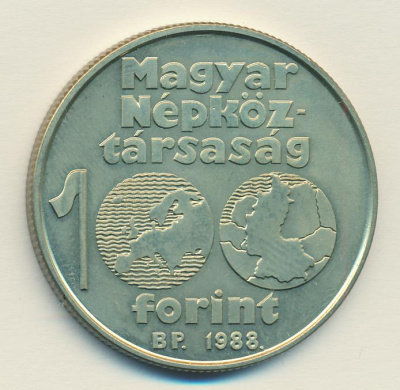 Magyar
Népköz-
társaság
100
forint
BP. 1988.